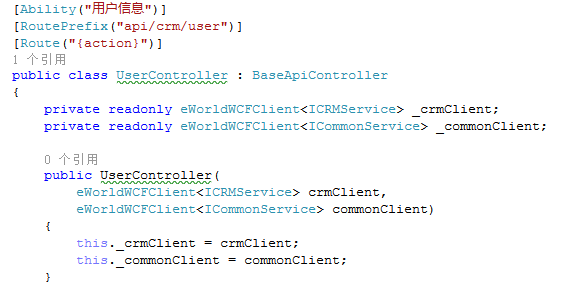 [Ability("用户信息")]
[RoutePrefix("api/crm/user")]
[Route("{action}")]
1 个引用
public class UserController : BaseApiController
{
    private readonly eWorldWCFClient<ICRMService> _crmClient;
    private readonly eWorldWCFClient<ICommonService> _commonClient;
    0 个引用
    public UserController(
        eWorldWCFClient<ICRMService> crmClient,
        eWorldWCFClient<ICommonService> commonClient)
    {
        this._crmClient = crmClient;
        this._commonClient = commonClient;
    }